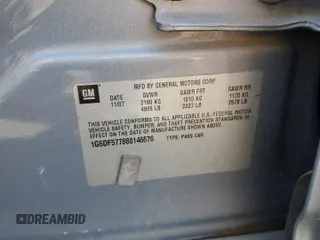 GM
MFD BY GENERAL MOTORS CORP
DATE GVWR GAWR FRT GAWR RR
11/07 2180 KG 1010 KG 1170 KG
4805 LB 2227 LB 2578 LB
THIS VEHICLE CONFORMS TO ALL APPLICABLE U.S. FEDERAL MOTOR
VEHICLE SAFETY, BUMPER, AND THEFT PREVENTION STANDARDS
IN EFFECT ON THE DATE OF MANUFACTURE SHOWN ABOVE.
TYPE: PASS CAR
DREAMBID